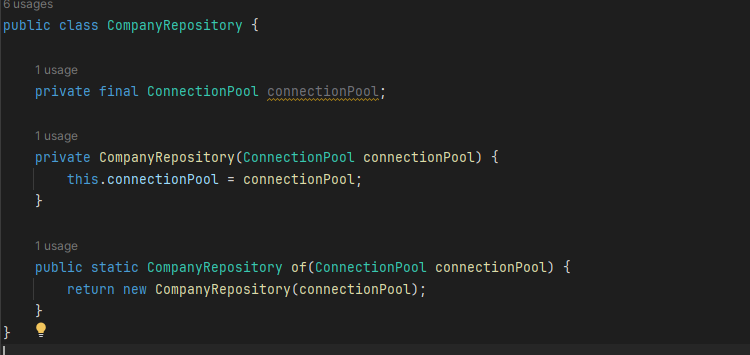 6 usages
public class CompanyRepository {
1 usage
private final ConnectionPool connectionPool;
1 usage
private CompanyRepository(ConnectionPool connectionPool) {
this.connectionPool = connectionPool;
}
1 usage
public static CompanyRepository of(ConnectionPool connectionPool) {
return new CompanyRepository(connectionPool);
}
}